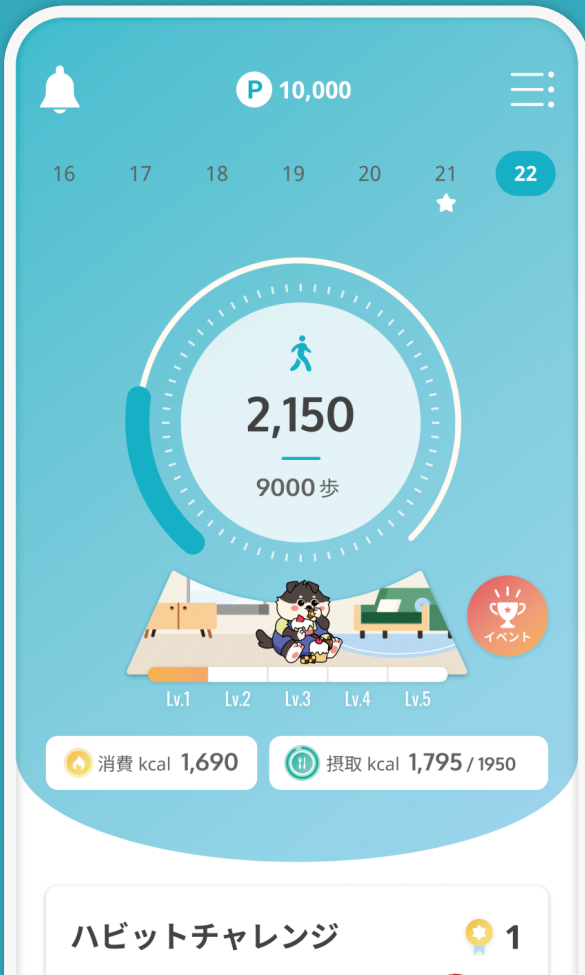 P 10,000
16 17 18 19 20 21 22
2,150
9000 歩
イベント
Lv.1 Lv.2 Lv.3 Lv.4 Lv.5
消費 kcal 1,690
摂取 kcal 1,795 / 1950
ハビットチャレンジ 1